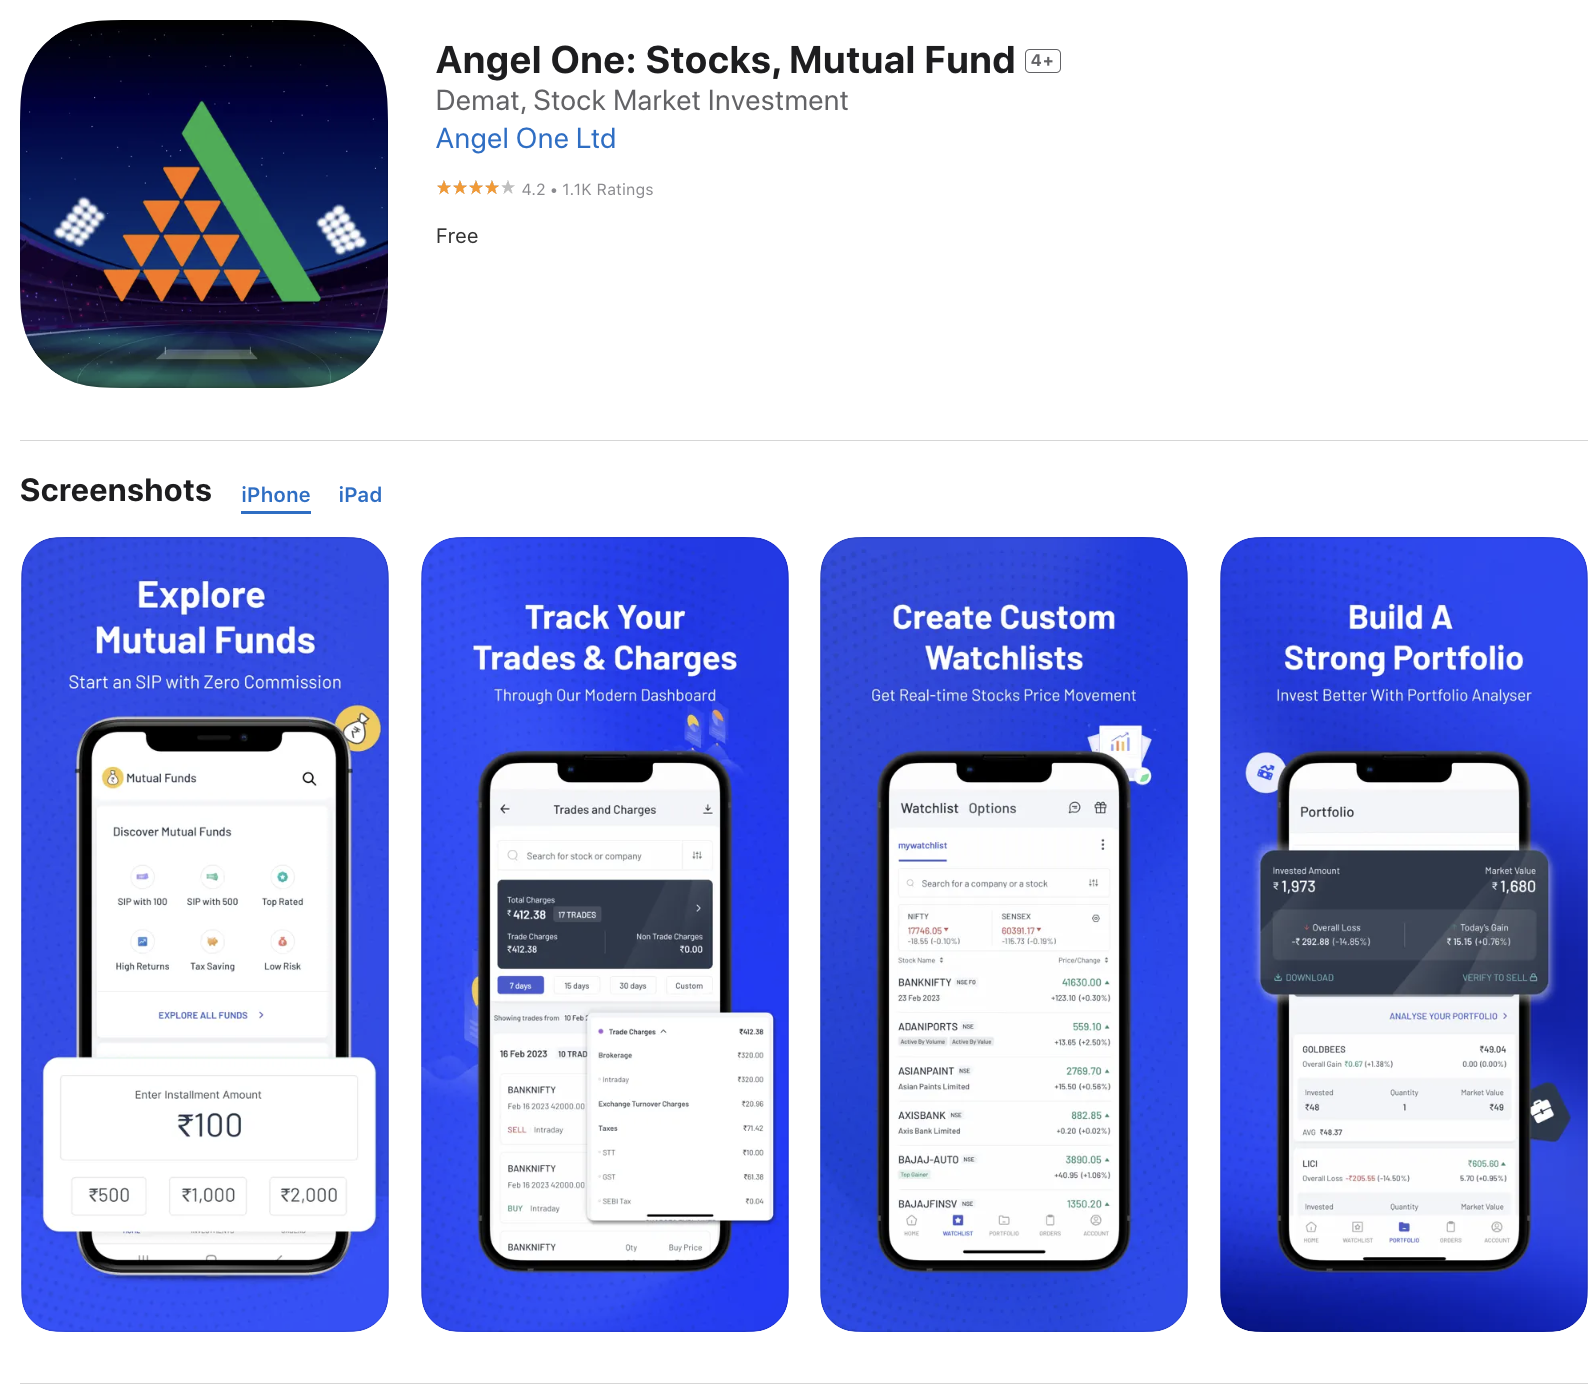 Angel One: Stocks, Mutual Fund 4+
Demat, Stock Market Investment
Angel One Ltd
4.2 • 1.1K Ratings
Free
Screenshots iPhone iPad
Explore
Mutual Funds
Start an SIP with Zero Commission
Mutual Funds
Discover Mutual Funds
SIP with 100 SIP with 500 Top Rated
High Returns Tax Saving Low Risk
EXPLORE ALL FUNDS
Enter Installment Amount
₹100
₹500 ₹1,000 ₹2,000
Track Your
Trades & Charges
Through Our Modern Dashboard
Trades and Charges
Search for stock or company
Total Charges
₹412.38 17 TRADES
Trade Charges Non Trade Charges
₹412.38 ₹0.00
7 days 15 days 30 days Custom
Showing trades from 10 Feb
16 Feb 2023 10 TRAD
BANKNIFTY
Feb 16 2023 42000.00
SELL Intraday
BANKNIFTY
Feb 16 2023 42000.00
BUY Intraday
BANKNIFTY Qty Buy Price
Trade Charges ₹412.38
Brokerage ₹320.00
Intraday ₹320.00
Exchange Turnover Charges ₹20.96
Taxes ₹71.42
STT ₹10.00
GST ₹61.38
SEBI Tax ₹0.04
Create Custom
Watchlists
Get Real-time Stocks Price Movement
Watchlist Options
mywatchlist
Search for a company or a stock
NIFTY SENSEX
17746.05 60391.17
-18.55 (-0.10%) -115.73 (-0.19%)
Stock Name Price/Change
BANKNIFTY NSE FO 41630.00
23 Feb 2023 +123.10 (+0.30%)
ADANIPORTS NSE 559.10
Active By Volume Active By Value +13.65 (+2.50%)
ASIANPAINT NSE 2769.70
Asian Paints Limited +15.50 (+0.56%)
AXISBANK NSE 882.85
Axis Bank Limited +0.20 (+0.02%)
BAJAJ-AUTO NSE 3890.05
Top Gainer +40.95 (+1.06%)
BAJAJFINSV NSE 1350.20
HOME WATCHLIST PORTFOLIO ORDERS ACCOUNT
Build A
Strong Portfolio
Invest Better With Portfolio Analyser
Portfolio
Invested Amount Market Value
₹1,973 ₹1,680
Overall Loss Today's Gain
-₹292.88 (-14.85%) ₹15.15 (+0.76%)
DOWNLOAD VERIFY TO SELL
ANALYSE YOUR PORTFOLIO
GOLDBEES ₹49.04
Overall Gain ₹0.67 (+1.38%) 0.00 (0.00%)
Invested Quantity Market Value
₹48 1 ₹49
AVG ₹48.37
LICI ₹605.60
Overall Loss -₹205.55 (-14.50%) 5.70 (+0.95%)
Invested Quantity Market Value
HOME WATCHLIST PORTFOLIO ORDERS ACCOUNT